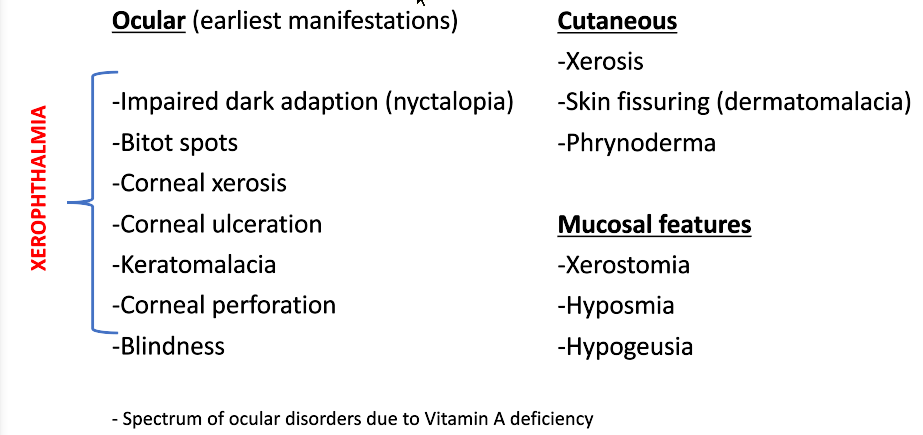 Ocular (earliest manifestations)
XEROPHTHALMIA
-Impaired dark adaption (nyctalopia)
-Bitot spots
-Corneal xerosis
-Corneal ulceration
-Keratomalacia
-Corneal perforation
-Blindness
- Spectrum of ocular disorders due to Vitamin A deficiency
Cutaneous
-Xerosis
-Skin fissuring (dermatomalacia)
-Phrynoderma
Mucosal features
-Xerostomia
-Hyposmia
-Hypogeusia